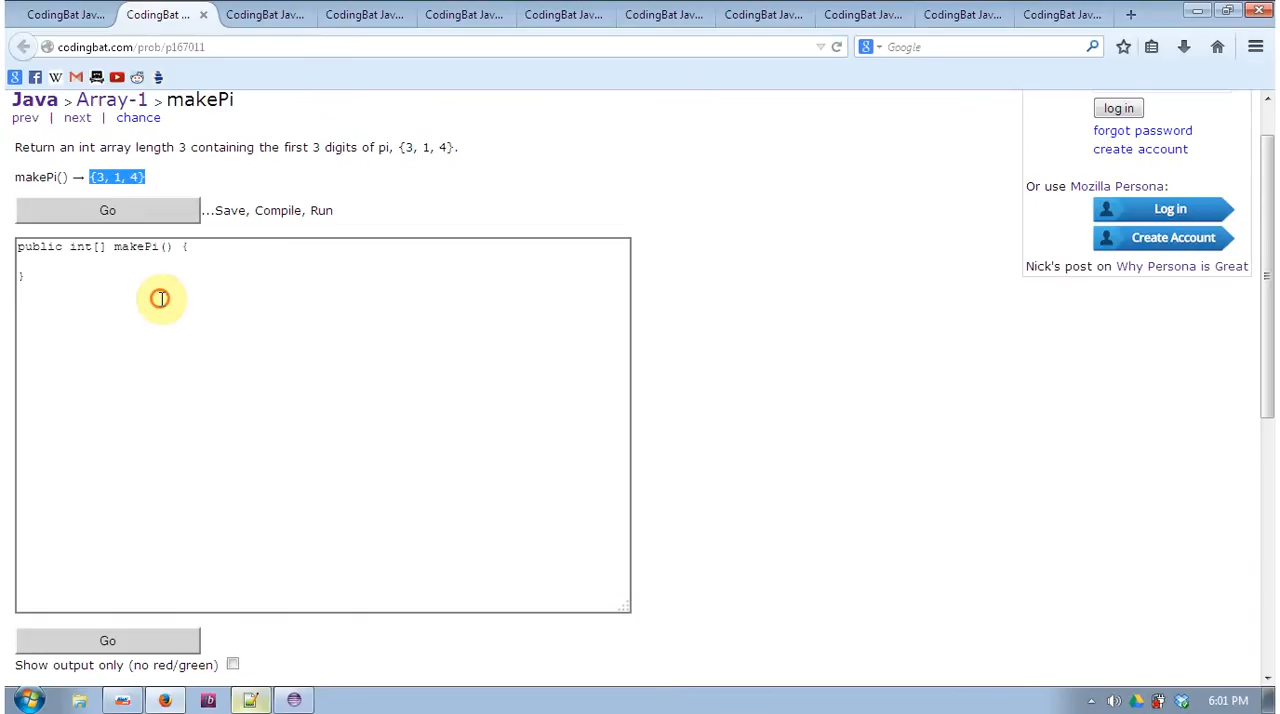 CodingBat Jav...
CodingBat ...
CodingBat Jav...
CodingBat Jav...
CodingBat Jav...
CodingBat Jav...
CodingBat Jav...
CodingBat Jav...
CodingBat Jav...
CodingBat Jav...
CodingBat Jav...
codingbat.com/prob/p167011
Google
Java > Array-1 > makePi
prev | next | chance
Return an int array length 3 containing the first 3 digits of pi, {3, 1, 4}.
makePi() → {3, 1, 4}
Go ...Save, Compile, Run
public int[] makePi() {
}
Go
Show output only (no red/green)
log in
forgot password
create account
Or use Mozilla Persona:
Log in
Create Account
Nick's post on Why Persona is Great
6:01 PM